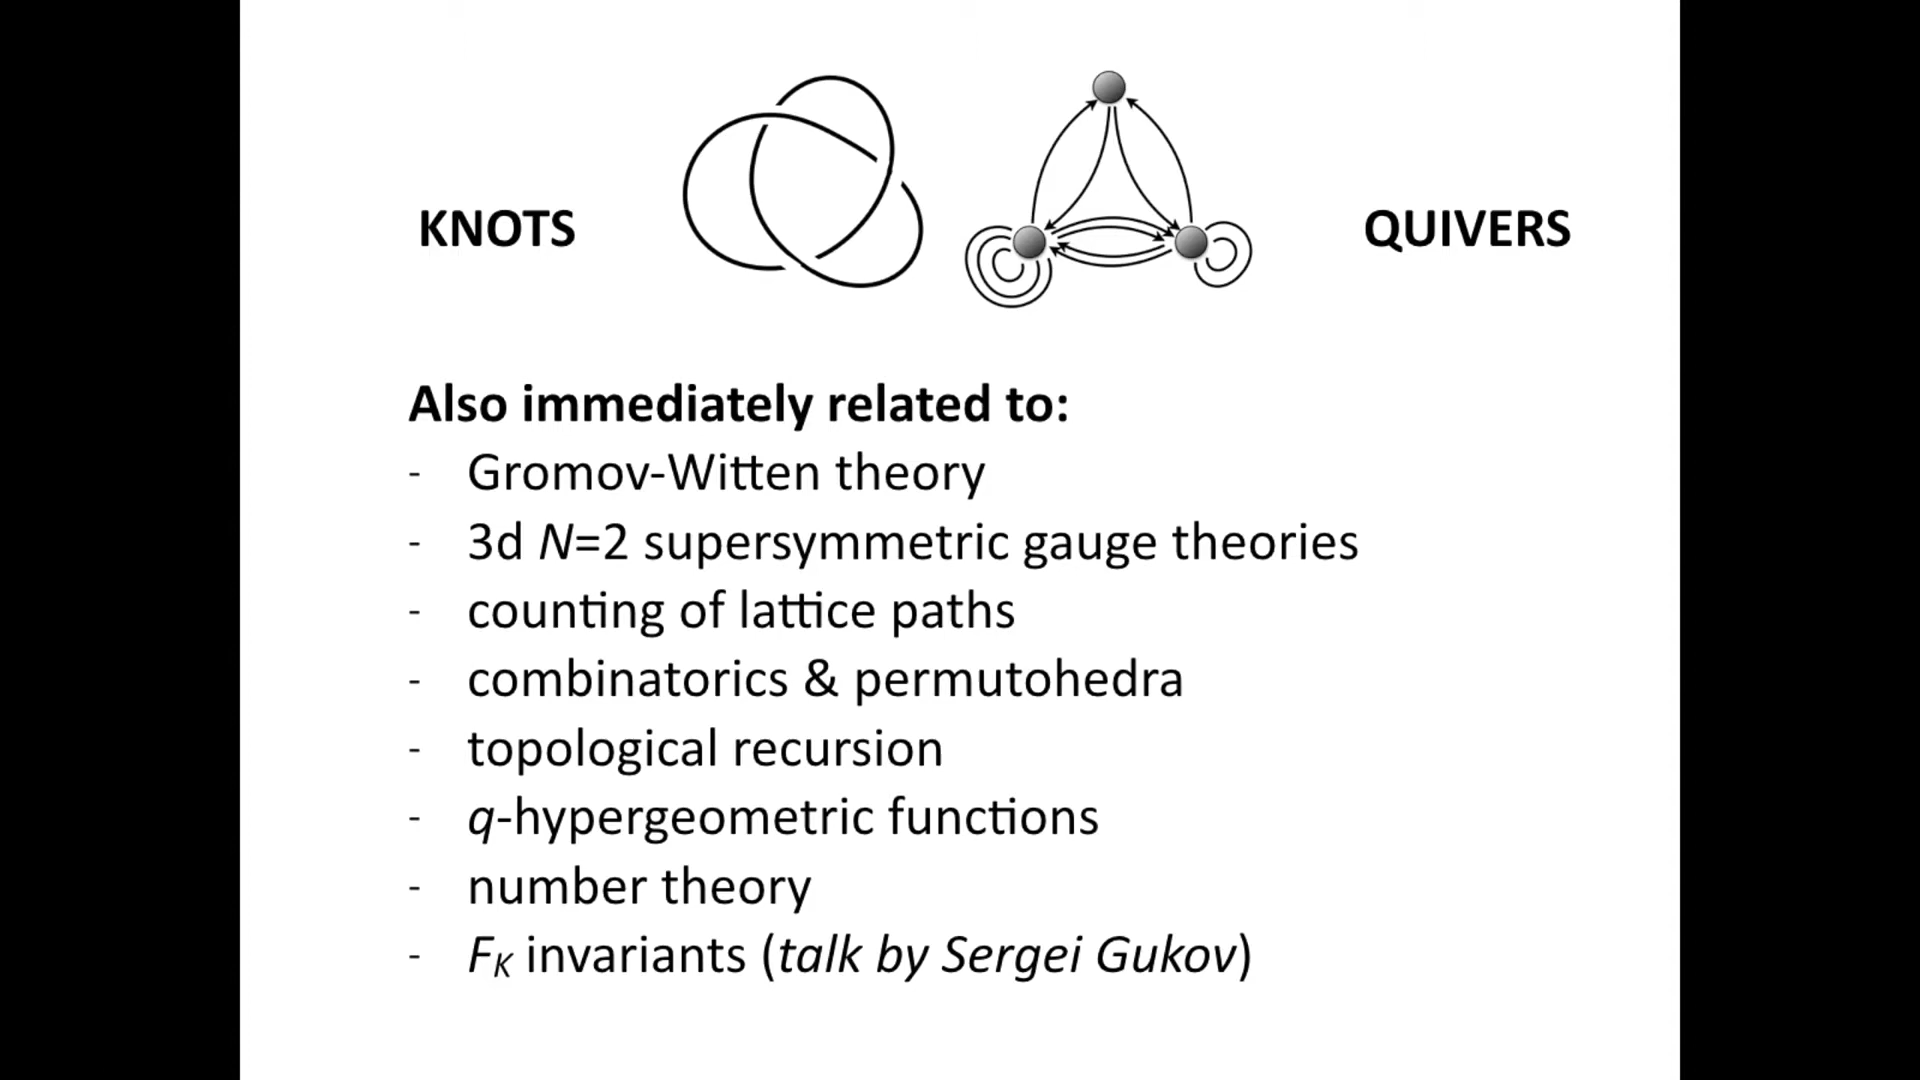 KNOTS
QUIVERS
Also immediately related to:
- Gromov-Witten theory
- 3d N=2 supersymmetric gauge theories
- counting of lattice paths
- combinatorics & permutohedra
- topological recursion
- q-hypergeometric functions
- number theory
- F_K invariants (talk by Sergei Gukov)